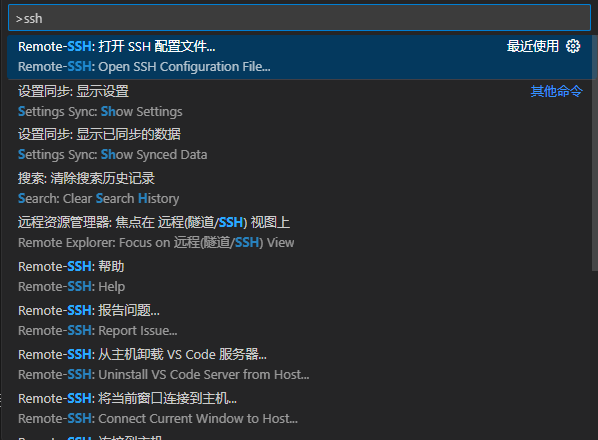 >ssh
Remote-SSH: 打开 SSH 配置文件... 最近使用
Remote-SSH: Open SSH Configuration File...
设置同步: 显示设置 其他命令
Settings Sync: Show Settings
设置同步: 显示已同步的数据
Settings Sync: Show Synced Data
搜索: 清除搜索历史记录
Search: Clear Search History
远程资源管理器: 焦点在 远程(隧道/SSH) 视图上
Remote Explorer: Focus on 远程(隧道/SSH) View
Remote-SSH: 帮助
Remote-SSH: Help
Remote-SSH: 报告问题...
Remote-SSH: Report Issue...
Remote-SSH: 从主机卸载 VS Code 服务器...
Remote-SSH: Uninstall VS Code Server from Host...
Remote-SSH: 将当前窗口连接到主机...
Remote-SSH: Connect Current Window to Host...